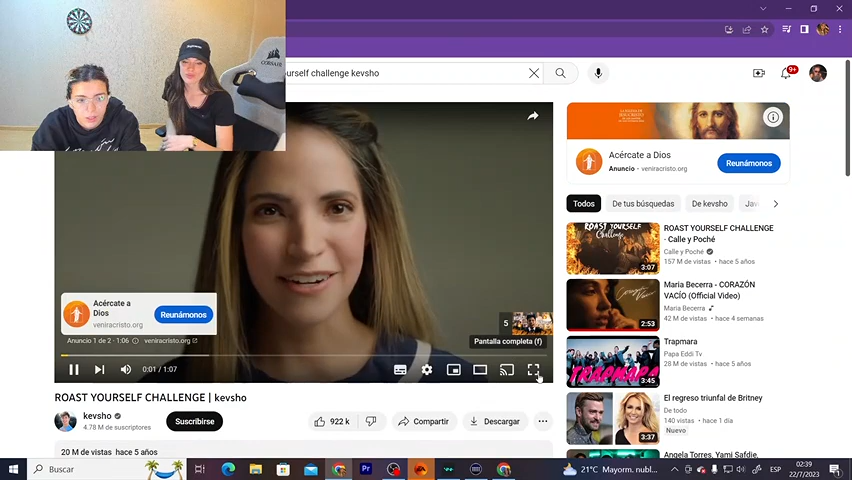 CORSAIR
ourself challenge kevsho
9+
Acércate a Dios
Anuncio · veniracristo.org
Reunámonos
Todos
De tus búsquedas
De kevsho
ROAST YOURSELF CHALLENGE
- Calle y Poché
Calle y Poché
157 M de vistas · hace 5 años
3:07
Maria Becerra - CORAZÓN
VACÍO (Official Video)
Maria Becerra
42 M de vistas · hace 4 semanas
2:53
Trapmara
Papa Eddi Tv
28 M de vistas · hace 5 años
TRAPMARA
3:45
El regreso triunfal de Britney
De todo
140 vistas · hace 1 día
Nuevo
3:37
Angela Torres, Yami Safdie,
Acércate a
Dios
veniracristo.org
Reunámonos
Anuncio 1 de 2 · 1:06
veniracristo.org
5
Pantalla completa (f)
0:01 / 1:07
ROAST YOURSELF CHALLENGE | kevsho
kevsho
4.78 M de suscriptores
Suscribirse
922 k
Compartir
Descargar
20 M de vistas hace 5 años
Buscar
Pr
21°C Mayorm. nubl...
ESP
02:39
22/7/2023